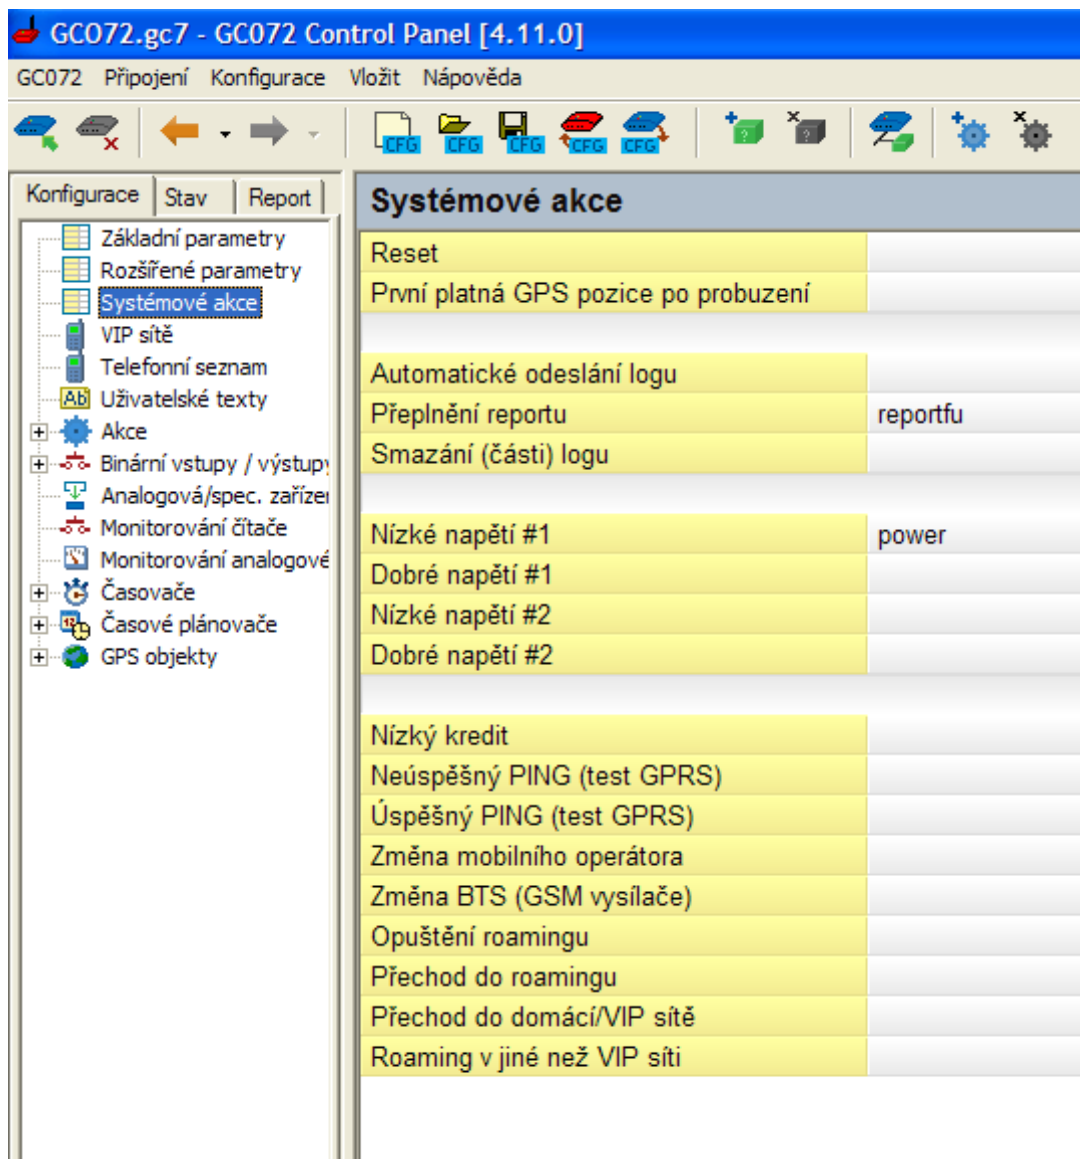 GC072.gc7 - GC072 Control Panel [4.11.0]
GC072 Připojení Konfigurace Vložit Nápověda
CFG CFG CFG CFG CFG
Konfigurace Stav Report
Základní parametry
Rozšířené parametry
Systémové akce
VIP sítě
Telefonní seznam
Ab Uživatelské texty
Akce
Binární vstupy / výstupy
Analogová/spec. zařízen
Monitorování čítače
Monitorování analogové
Časovače
12 Časové plánovače
GPS objekty
Systémové akce
Reset
První platná GPS pozice po probuzení
Automatické odeslání logu
Přeplnění reportu reportfu
Smazání (části) logu
Nízké napětí #1 power
Dobré napětí #1
Nízké napětí #2
Dobré napětí #2
Nízký kredit
Neúspěšný PING (test GPRS)
Úspěšný PING (test GPRS)
Změna mobilního operátora
Změna BTS (GSM vysílače)
Opuštění roamingu
Přechod do roamingu
Přechod do domácí/VIP sítě
Roaming v jiné než VIP síti